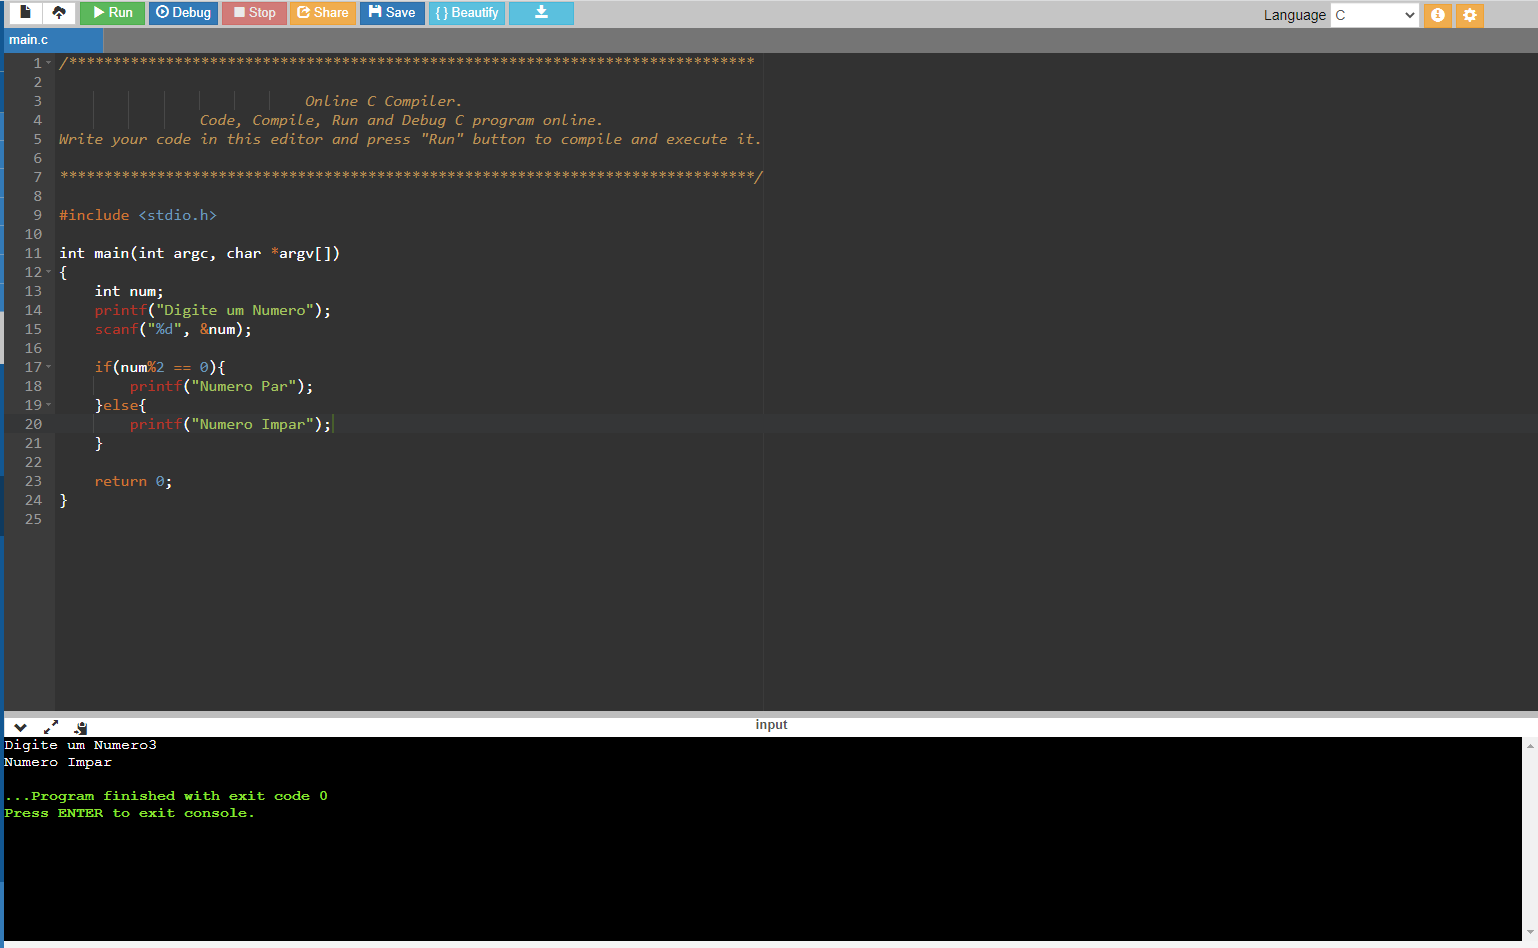 Run Debug Stop Share Save { } Beautify Language C
main.c
1 /******************************************************************************
2
3 Online C Compiler.
4 Code, Compile, Run and Debug C program online.
5 Write your code in this editor and press "Run" button to compile and execute it.
6
7 *******************************************************************************/
8
9 #include <stdio.h>
10
11 int main(int argc, char *argv[])
12 {
13 int num;
14 printf("Digite um Numero");
15 scanf("%d", &num);
16
17 if(num%2 == 0){
18 printf("Numero Par");
19 }else{
20 printf("Numero Impar");
21 }
22
23 return 0;
24 }
25
input
Digite um Numero3
Numero Impar
...Program finished with exit code 0
Press ENTER to exit console.